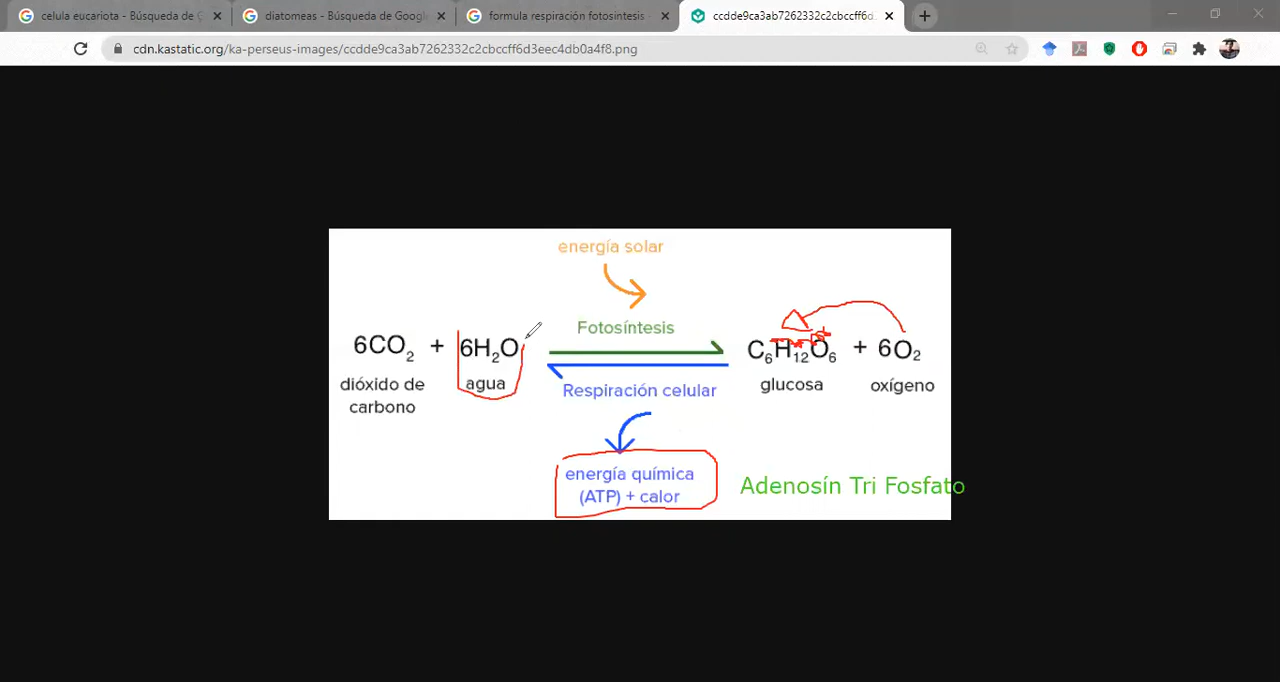 celula eucariota - Búsqueda de G
diatomeas - Búsqueda de Google
formula respiración fotosintesis -
ccdde9ca3ab7262332c2cbccff6d
cdn.kastatic.org/ka-perseus-images/ccdde9ca3ab7262332c2cbccff6d3eec4db0a4f8.png
energía solar
Fotosíntesis
6CO2 + 6H2O
C6H12O6 + 6O2
dióxido de
carbono
agua
Respiración celular
glucosa
oxígeno
energía química
(ATP) + calor
Adenosín Tri Fosfato